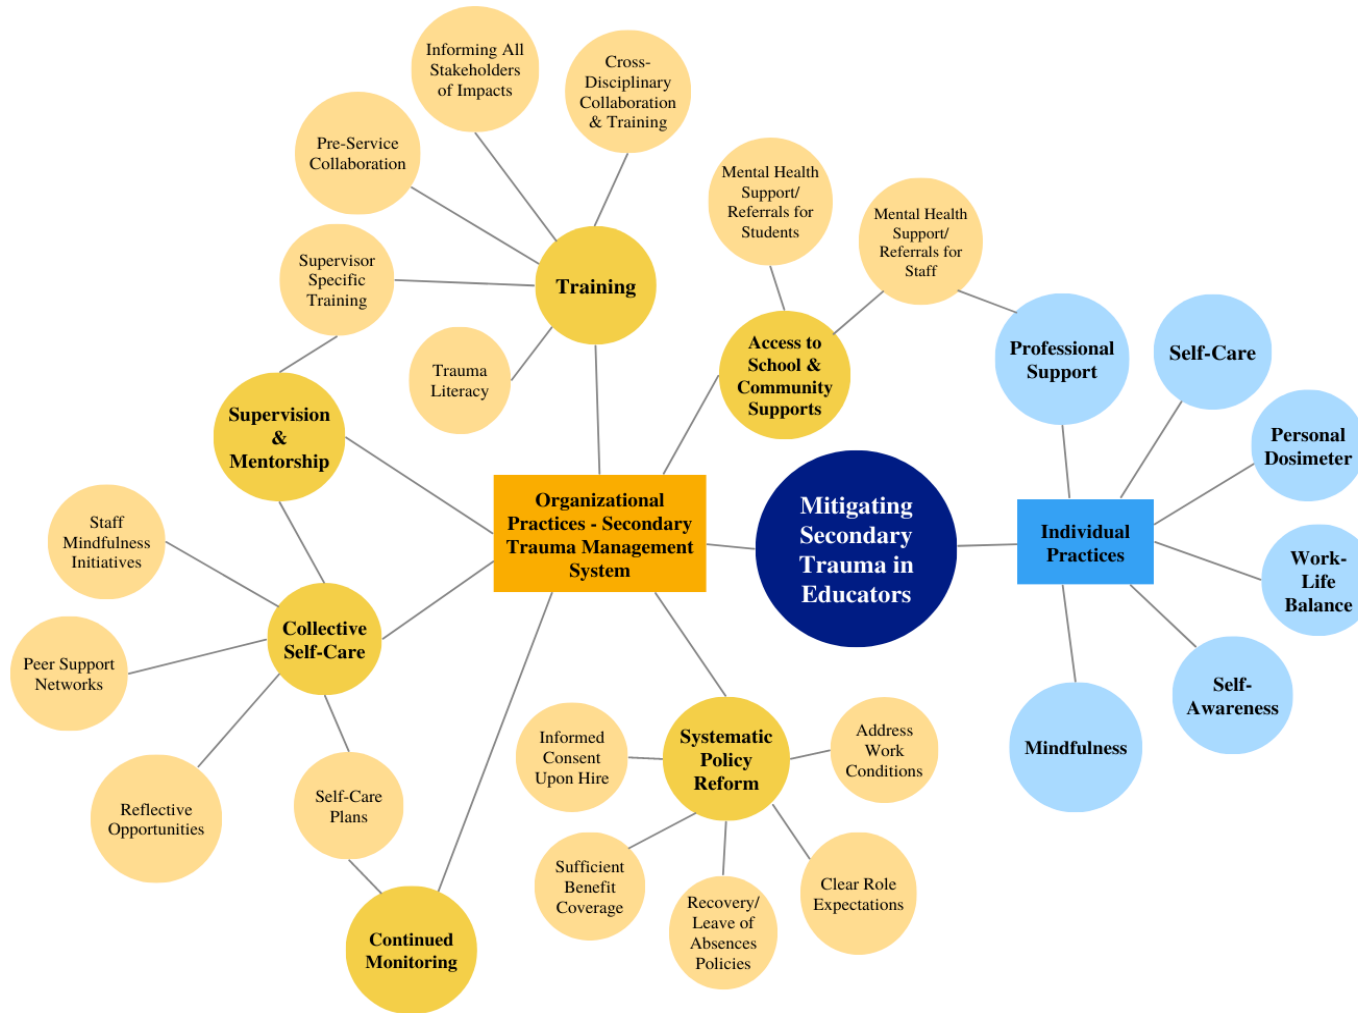 Informing All
Stakeholders
of Impacts
Cross-
Disciplinary
Collaboration
& Training
Pre-Service
Collaboration
Mental Health
Support/
Referrals for
Students
Mental Health
Support/
Referrals for
Staff
Supervisor
Specific
Training
Training
Trauma
Literacy
Access to
School &
Community
Supports
Professional
Support
Self-Care
Supervision
&
Mentorship
Personal
Dosimeter
Organizational
Practices - Secondary
Trauma Management
System
Mitigating
Secondary
Trauma in
Educators
Individual
Practices
Staff
Mindfulness
Initiatives
Work-
Life
Balance
Collective
Self-Care
Peer Support
Networks
Self-
Awareness
Mindfulness
Informed
Consent
Upon Hire
Systematic
Policy
Reform
Address
Work
Conditions
Reflective
Opportunities
Self-Care
Plans
Sufficient
Benefit
Coverage
Recovery/
Leave of
Absences
Policies
Clear Role
Expectations
Continued
Monitoring